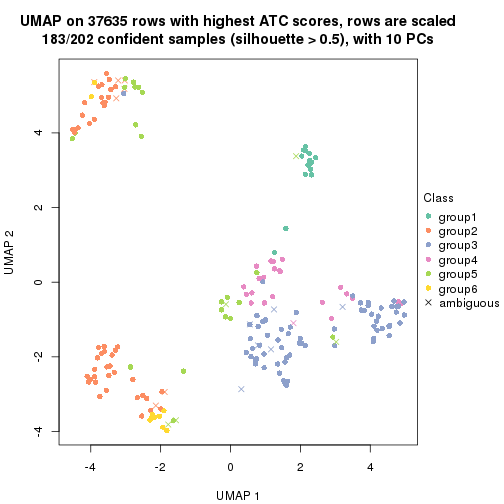 UMAP on 37635 rows with highest ATC scores, rows are scaled
183/202 confident samples (silhouette > 0.5), with 10 PCs
UMAP 2
4
2
0
-2
-4
-4
-2
0
2
4
UMAP 1
Class
group1
group2
group3
group4
group5
group6
ambiguous